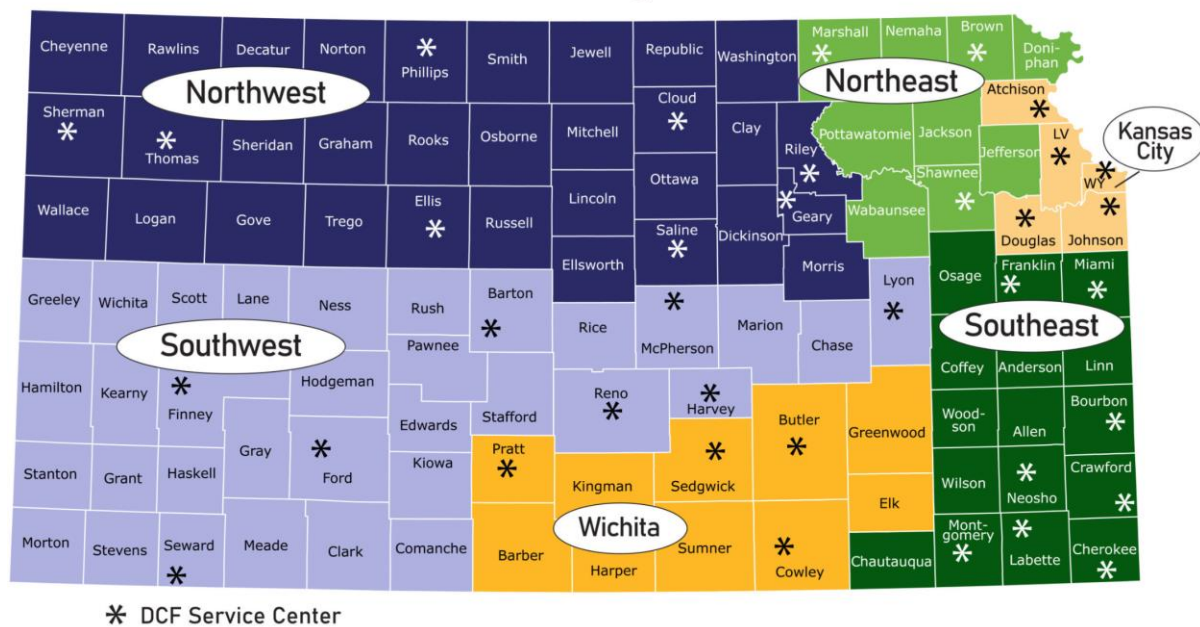 Cheyenne
Rawlins
Decatur
Norton
Phillips
Smith
Jewell
Republic
Washington
Marshall
Nemaha
Brown
Doni-
phan
Northwest
Northeast
Sherman
Thomas
Sheridan
Graham
Rooks
Osborne
Mitchell
Cloud
Clay
Riley
Pottawatomie
Jackson
Atchison
Jefferson
LV
Kansas
City
WY
Wallace
Logan
Gove
Trego
Ellis
Russell
Lincoln
Ottawa
Saline
Dickinson
Geary
Wabaunsee
Shawnee
Douglas
Johnson
Ellsworth
Morris
Greeley
Wichita
Scott
Lane
Ness
Rush
Barton
Rice
McPherson
Marion
Chase
Lyon
Osage
Franklin
Miami
Southwest
Southeast
Pawnee
Hamilton
Kearny
Finney
Hodgeman
Edwards
Stafford
Reno
Harvey
Butler
Greenwood
Coffey
Anderson
Linn
Wood-
son
Allen
Bourbon
Stanton
Grant
Haskell
Gray
Ford
Kiowa
Pratt
Kingman
Sedgwick
Elk
Wilson
Neosho
Crawford
Wichita
Morton
Stevens
Seward
Meade
Clark
Comanche
Barber
Harper
Sumner
Cowley
Chautauqua
Mont-
gomery
Labette
Cherokee
* DCF Service Center